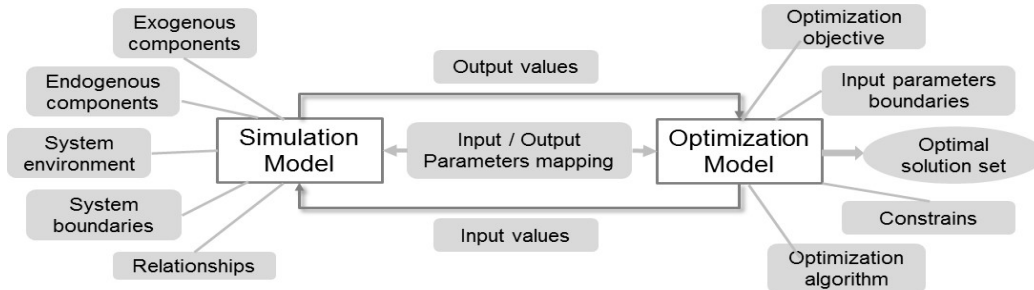 Exogenous
components
Endogenous
components
System
environment
System
boundaries
Relationships
Simulation
Model
Output values
Input / Output
Parameters mapping
Input values
Optimization
Model
Optimization
objective
Input parameters
boundaries
Optimal
solution set
Constrains
Optimization
algorithm